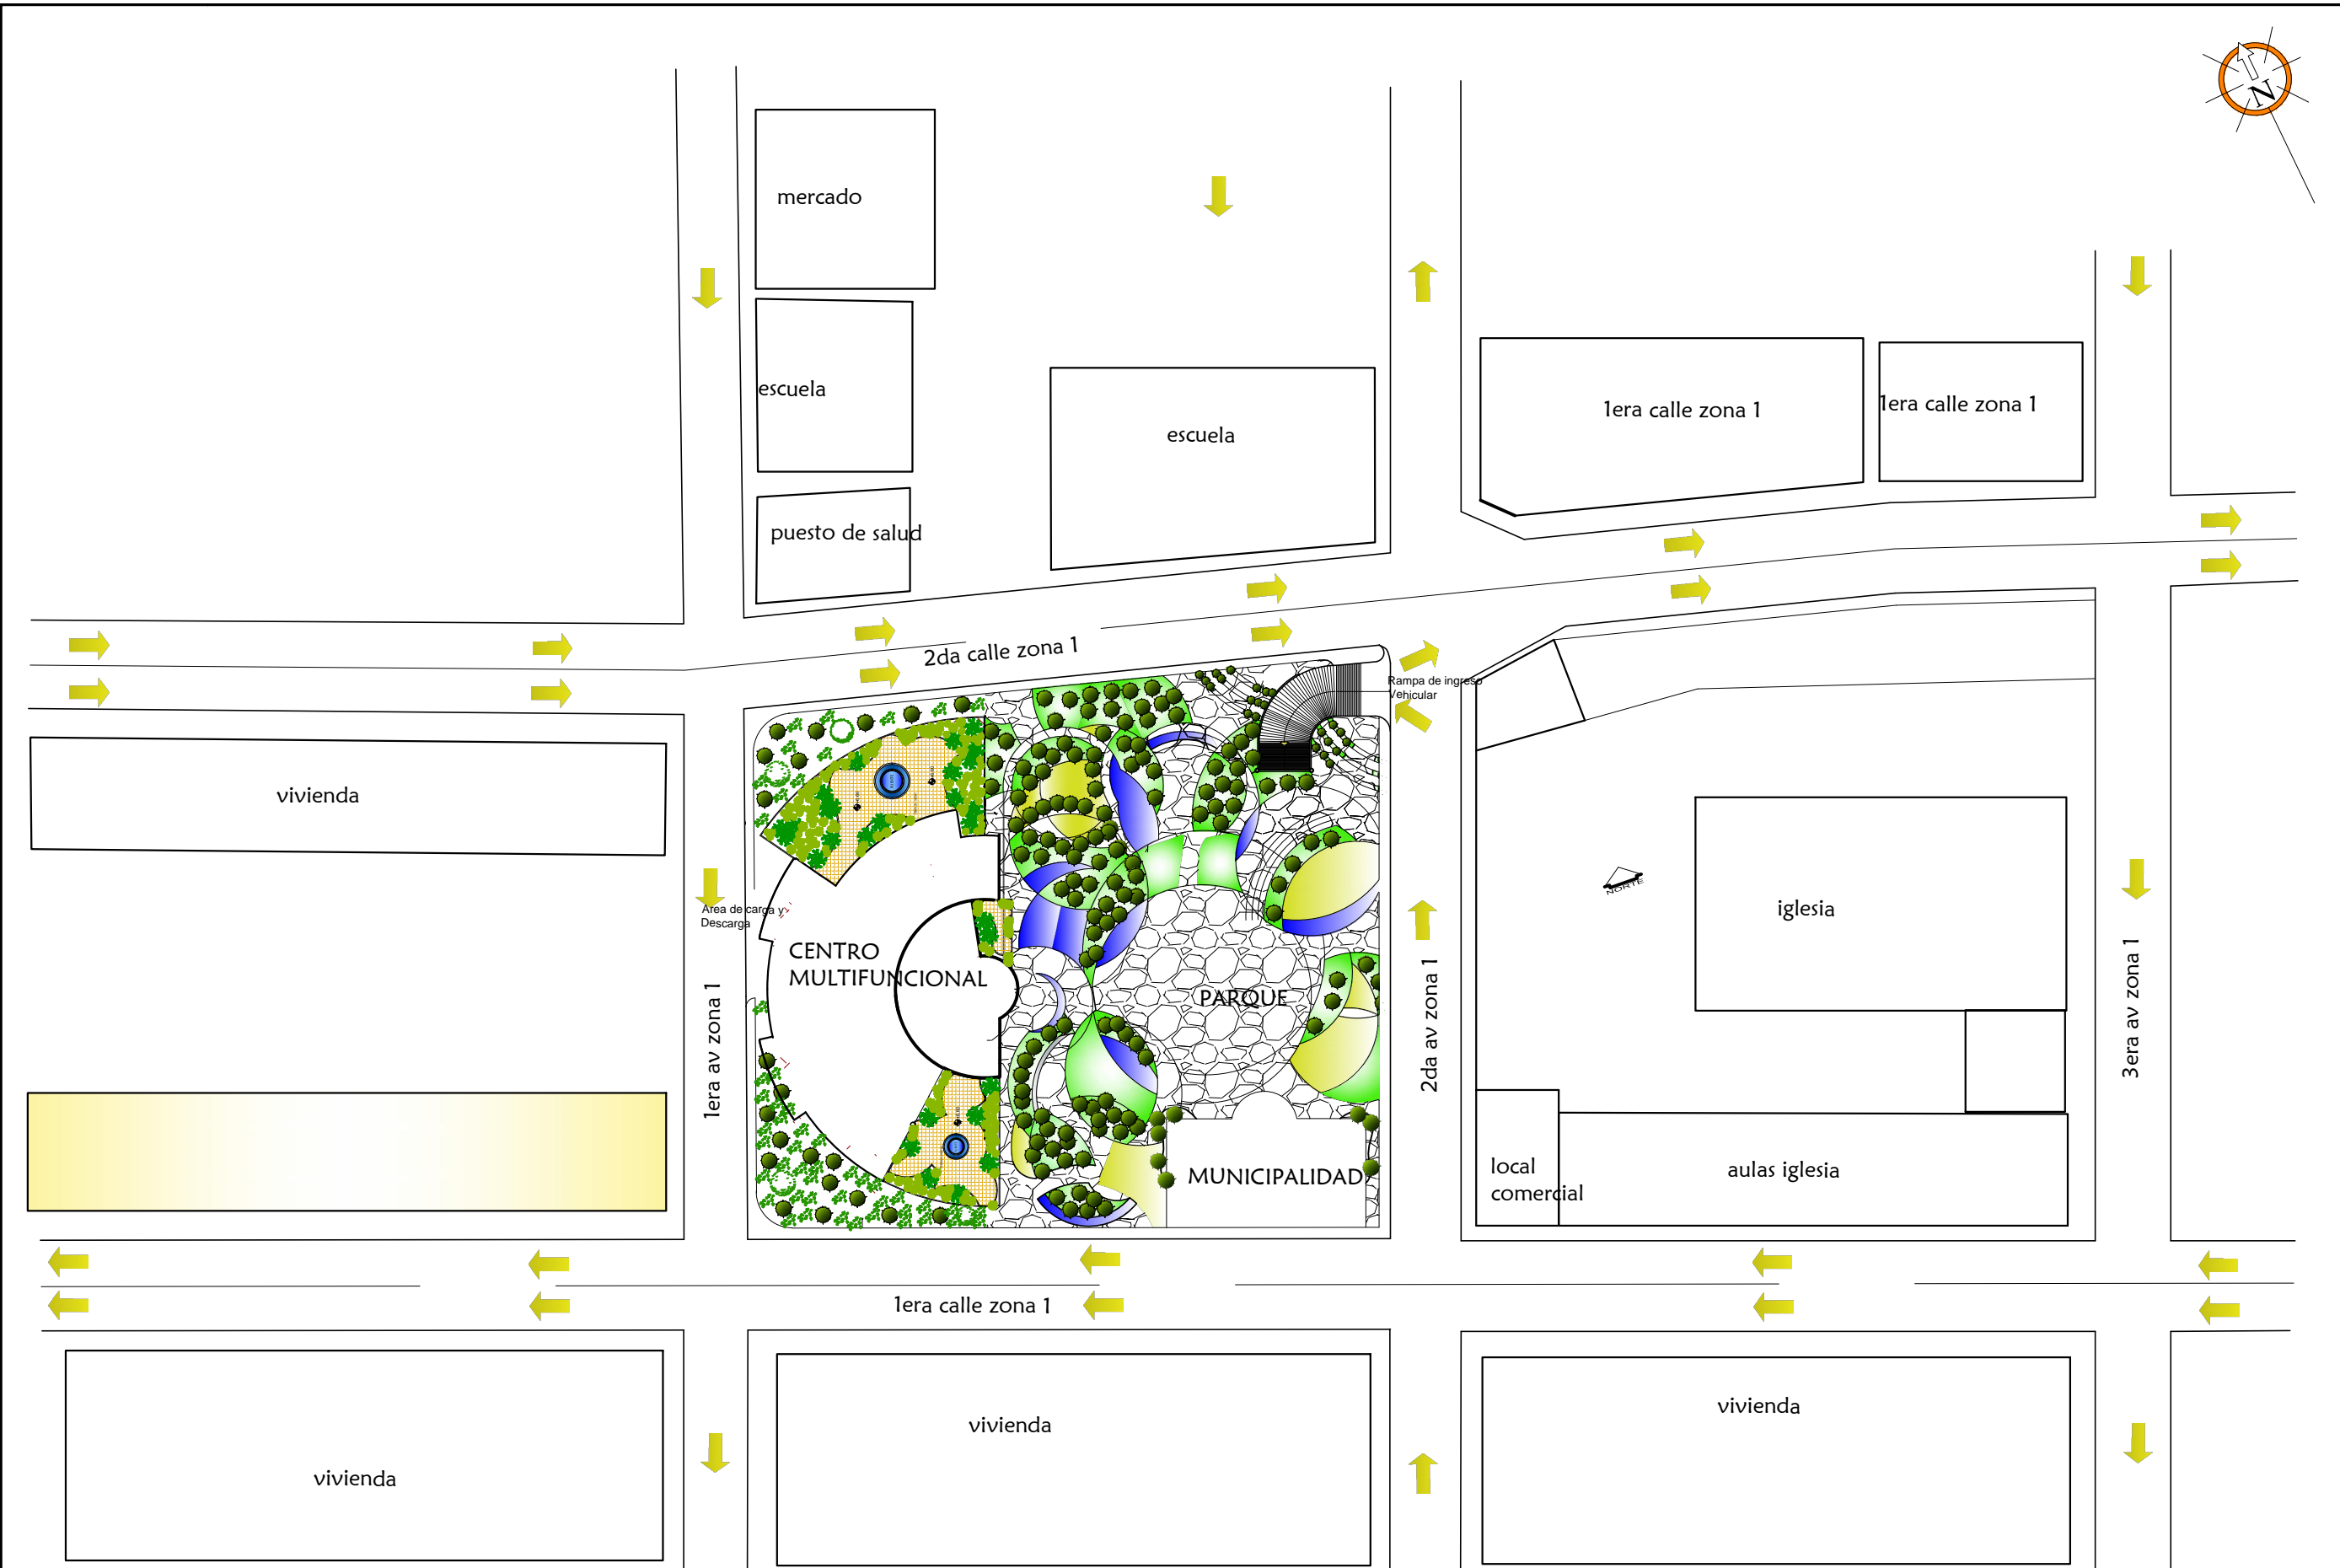 N
mercado
escuela
escuela
1era calle zona 1
1era calle zona 1
puesto de salud
2da calle zona 1
Rampa de ingreso
Vehicular
vivienda
Area de carga y
Descarga
NORTE
iglesia
CENTRO
MULTIFUNCIONAL
PARQUE
1era av zona 1
2da av zona 1
3era av zona 1
MUNICIPALIDAD
local
comercial
aulas iglesia
1era calle zona 1
vivienda
vivienda
vivienda